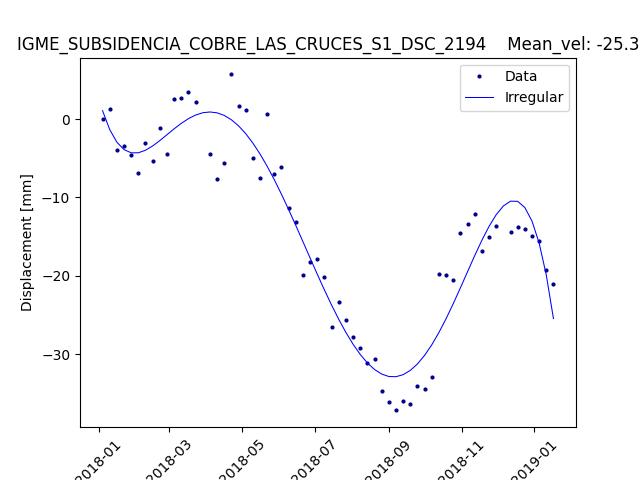 IGME_SUBSIDENCIA_COBRE_LAS_CRUCES_S1_DSC_2194 Mean_vel: -25.3
Data
Irregular
Displacement [mm]
0
−10
−20
−30
2018-01
2018-03
2018-05
2018-07
2018-09
2018-11
2019-01